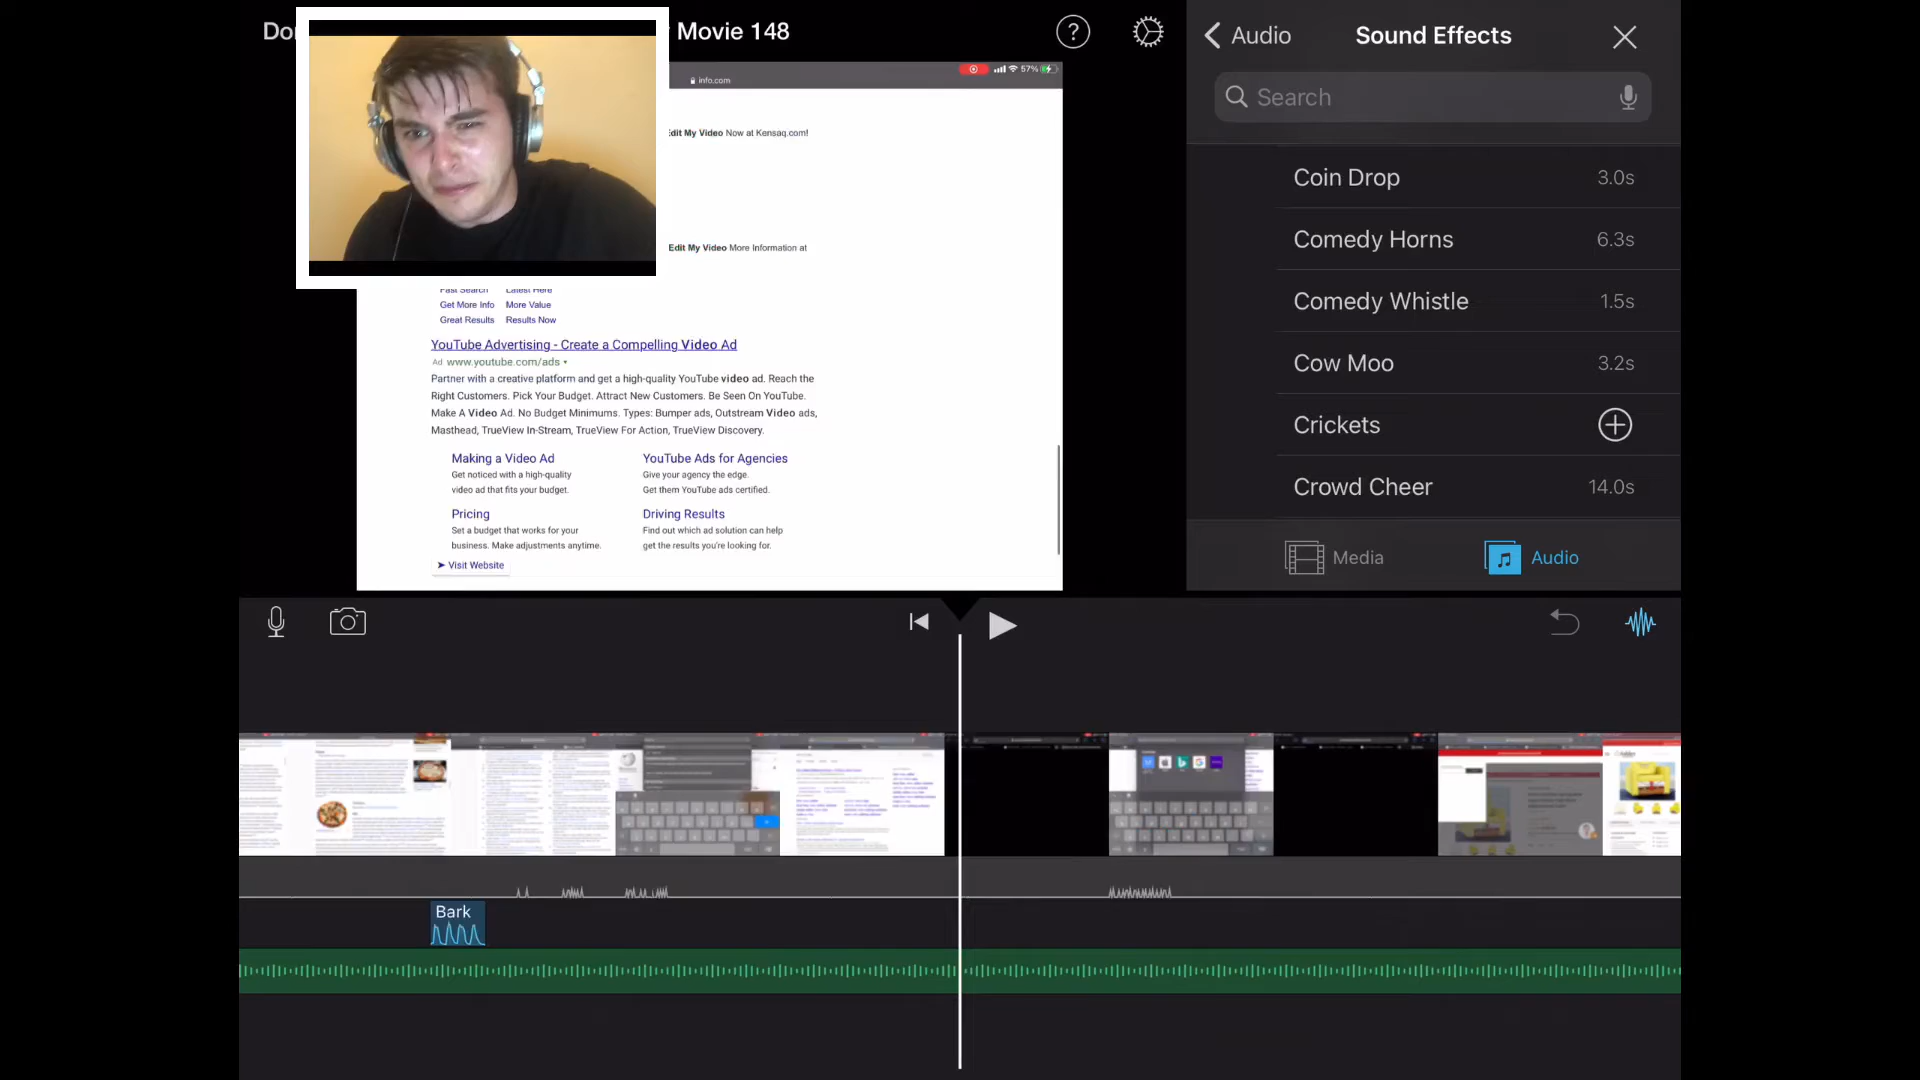 Don
Movie 148
57%
info.com
Edit My Video Now at Kensaq.com!
Edit My Video More Information at
Fast Search Latest Here
Get More Info More Value
Great Results Results Now
YouTube Advertising - Create a Compelling Video Ad
Ad www.youtube.com/ads
Partner with a creative platform and get a high-quality YouTube video ad. Reach the
Right Customers. Pick Your Budget. Attract New Customers. Be Seen On YouTube.
Make A Video Ad. No Budget Minimums. Types: Bumper ads, Outstream Video ads,
Masthead, TrueView In-Stream, TrueView For Action, TrueView Discovery.
Making a Video Ad
Get noticed with a high-quality
video ad that fits your budget.
YouTube Ads for Agencies
Give your agency the edge.
Get them YouTube ads certified.
Pricing
Set a budget that works for your
business. Make adjustments anytime.
Driving Results
Find out which ad solution can help
get the results you're looking for.
Visit Website
Audio
Sound Effects
Search
Coin Drop 3.0s
Comedy Horns 6.3s
Comedy Whistle 1.5s
Cow Moo 3.2s
Crickets
Crowd Cheer 14.0s
Media
Audio
Bark